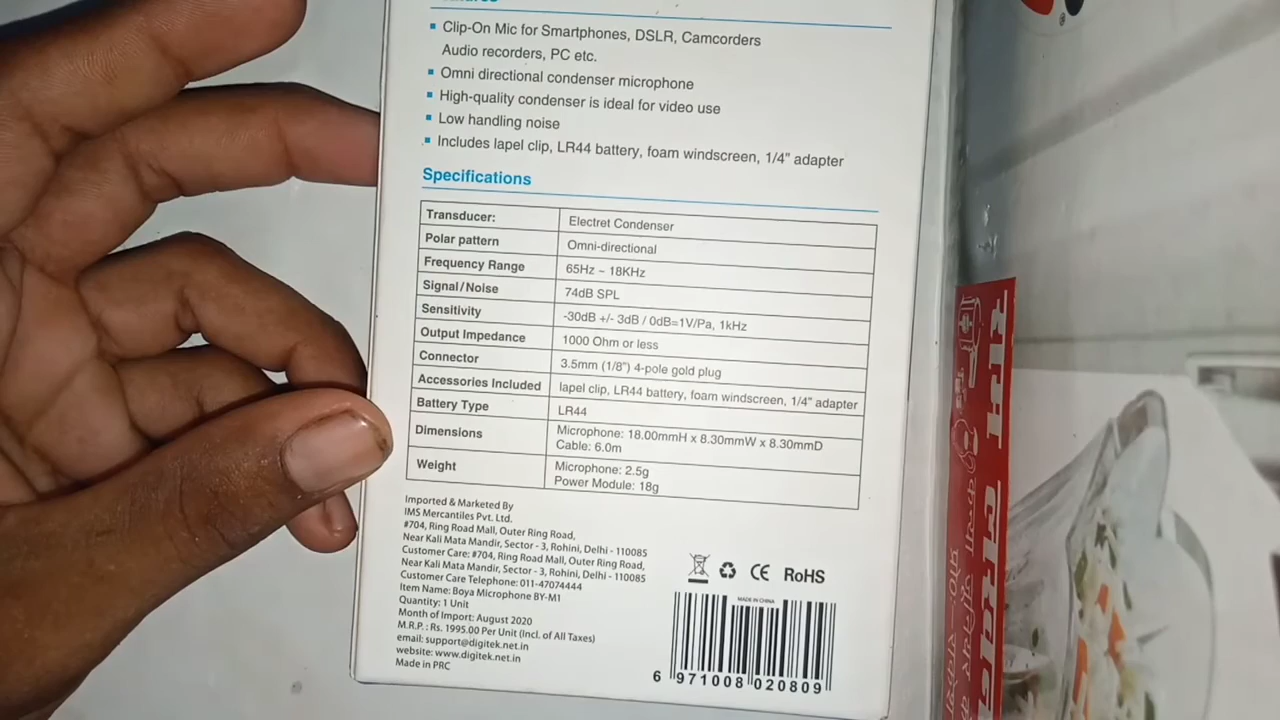 Clip-On Mic for Smartphones, DSLR, Camcorders
Audio recorders, PC etc.
Omni directional condenser microphone
High-quality condenser is ideal for video use
Low handling noise
Includes lapel clip, LR44 battery, foam windscreen, 1/4" adapter
Specifications
Transducer: Electret Condenser
Polar pattern Omni-directional
Frequency Range 65Hz ~ 18KHz
Signal/Noise 74dB SPL
Sensitivity -30dB +/- 3dB / 0dB=1V/Pa, 1kHz
Output Impedance 1000 Ohm or less
Connector 3.5mm (1/8") 4-pole gold plug
Accessories Included lapel clip, LR44 battery, foam windscreen, 1/4" adapter
Battery Type LR44
Dimensions Microphone: 18.00mmH x 8.30mmW x 8.30mmD
Cable: 6.0m
Weight Microphone: 2.5g
Power Module: 18g
Imported & Marketed By
IMS Mercantiles Pvt. Ltd.
#704, Ring Road Mall, Outer Ring Road,
Near Kali Mata Mandir, Sector - 3, Rohini, Delhi - 110085
Customer Care: #704, Ring Road Mall, Outer Ring Road,
Near Kali Mata Mandir, Sector - 3, Rohini, Delhi - 110085
Customer Care Telephone: 011-47074444
Item Name: Boya Microphone BY-M1
Quantity: 1 Unit
Month of Import: August 2020
M.R.P.: Rs. 1995.00 Per Unit (Incl. of All Taxes)
email: support@digitek.net.in
website: www.digitek.net.in
Made in PRC
CE RoHS
MADE IN CHINA
6 971008 020809